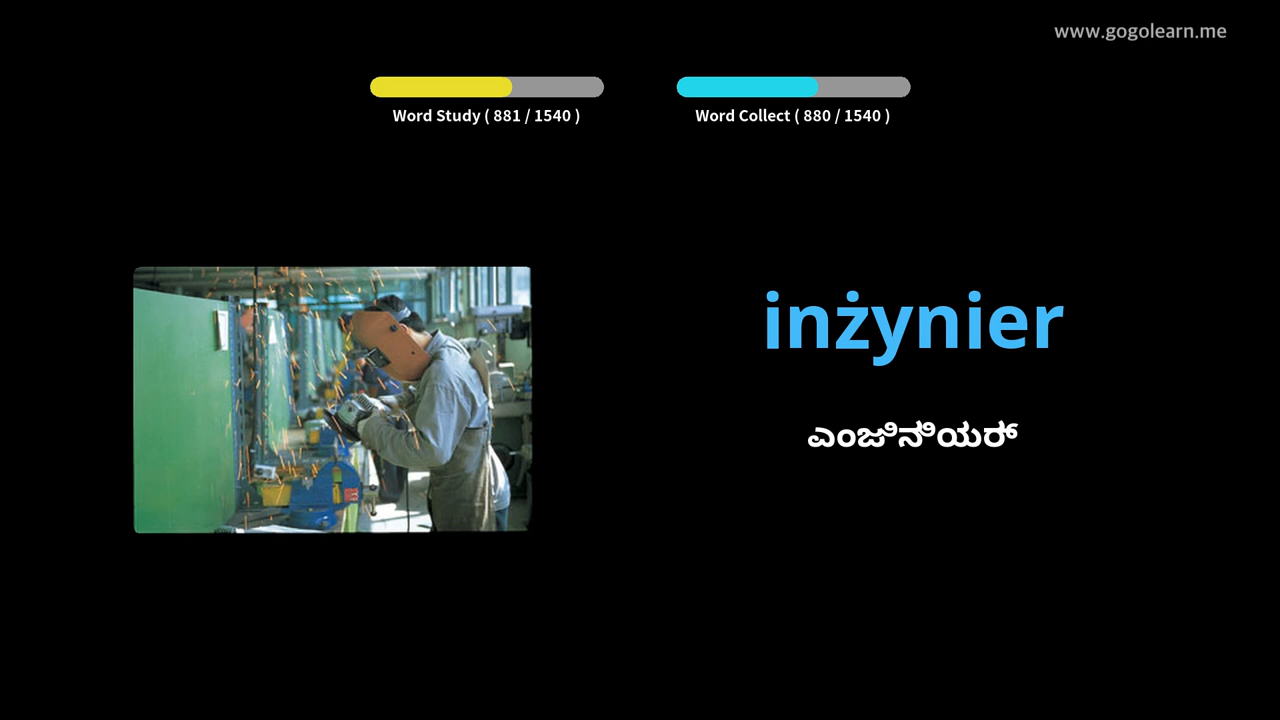 www.gogolearn.me
Word Study ( 881 / 1540 )
Word Collect ( 880 / 1540 )
inżynier
ಎಂಜಿನಿಯರ್